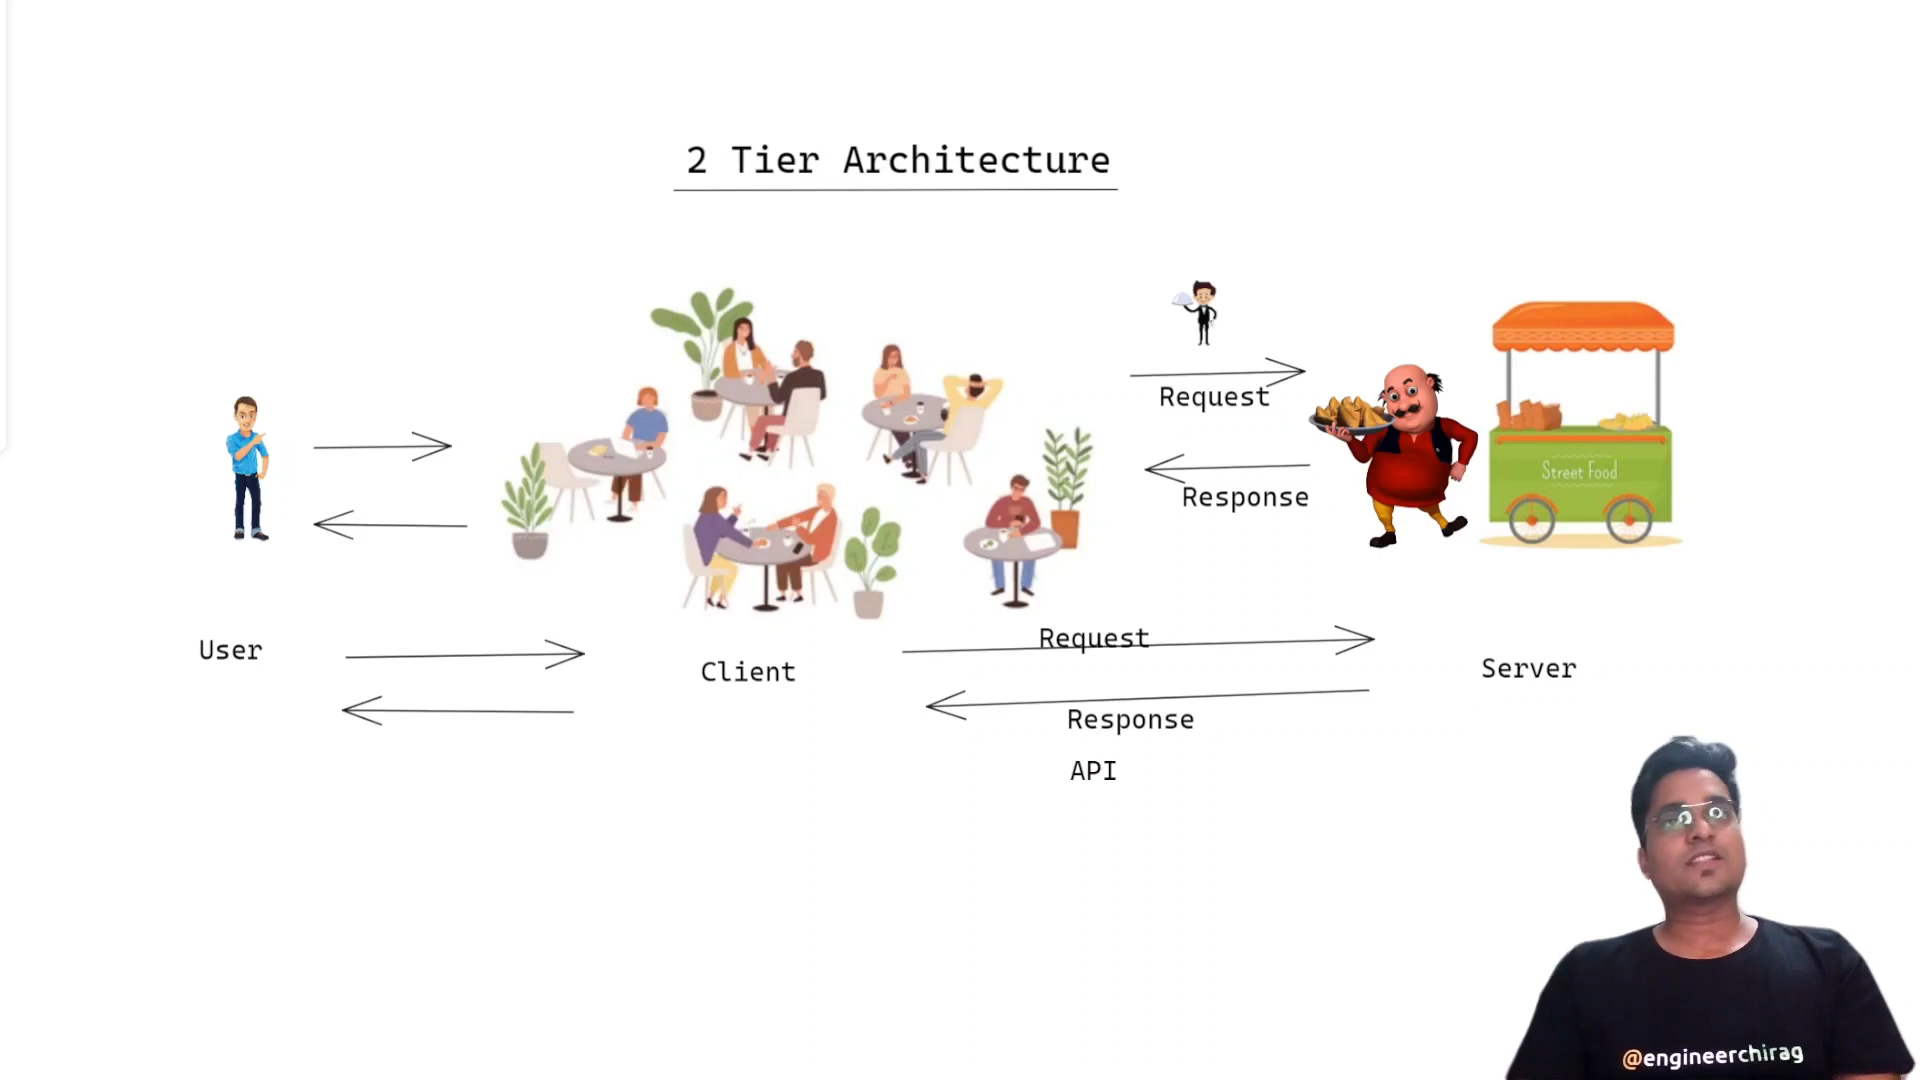 2 Tier Architecture
Request
Response
Street Food
User
Client
Request
Response
API
Server
@engineerchirag